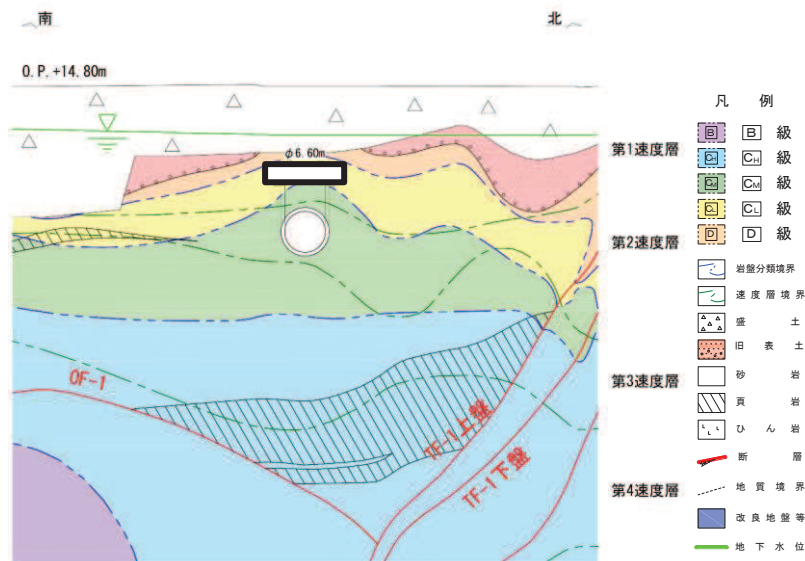 南
北
O.P.+14.80m
φ6.60m
第1速度層
第2速度層
第3速度層
第4速度層
OF-1
TF-1上盤
TF-1下盤
凡 例
B B 級
CH CH 級
CM CM 級
CL CL 級
D D 級
岩盤分類境界
速度層境界
盛 土
旧 表 土
砂 岩
頁 岩
ひ ん 岩
断 層
地質境界
改良地盤等
地下水位